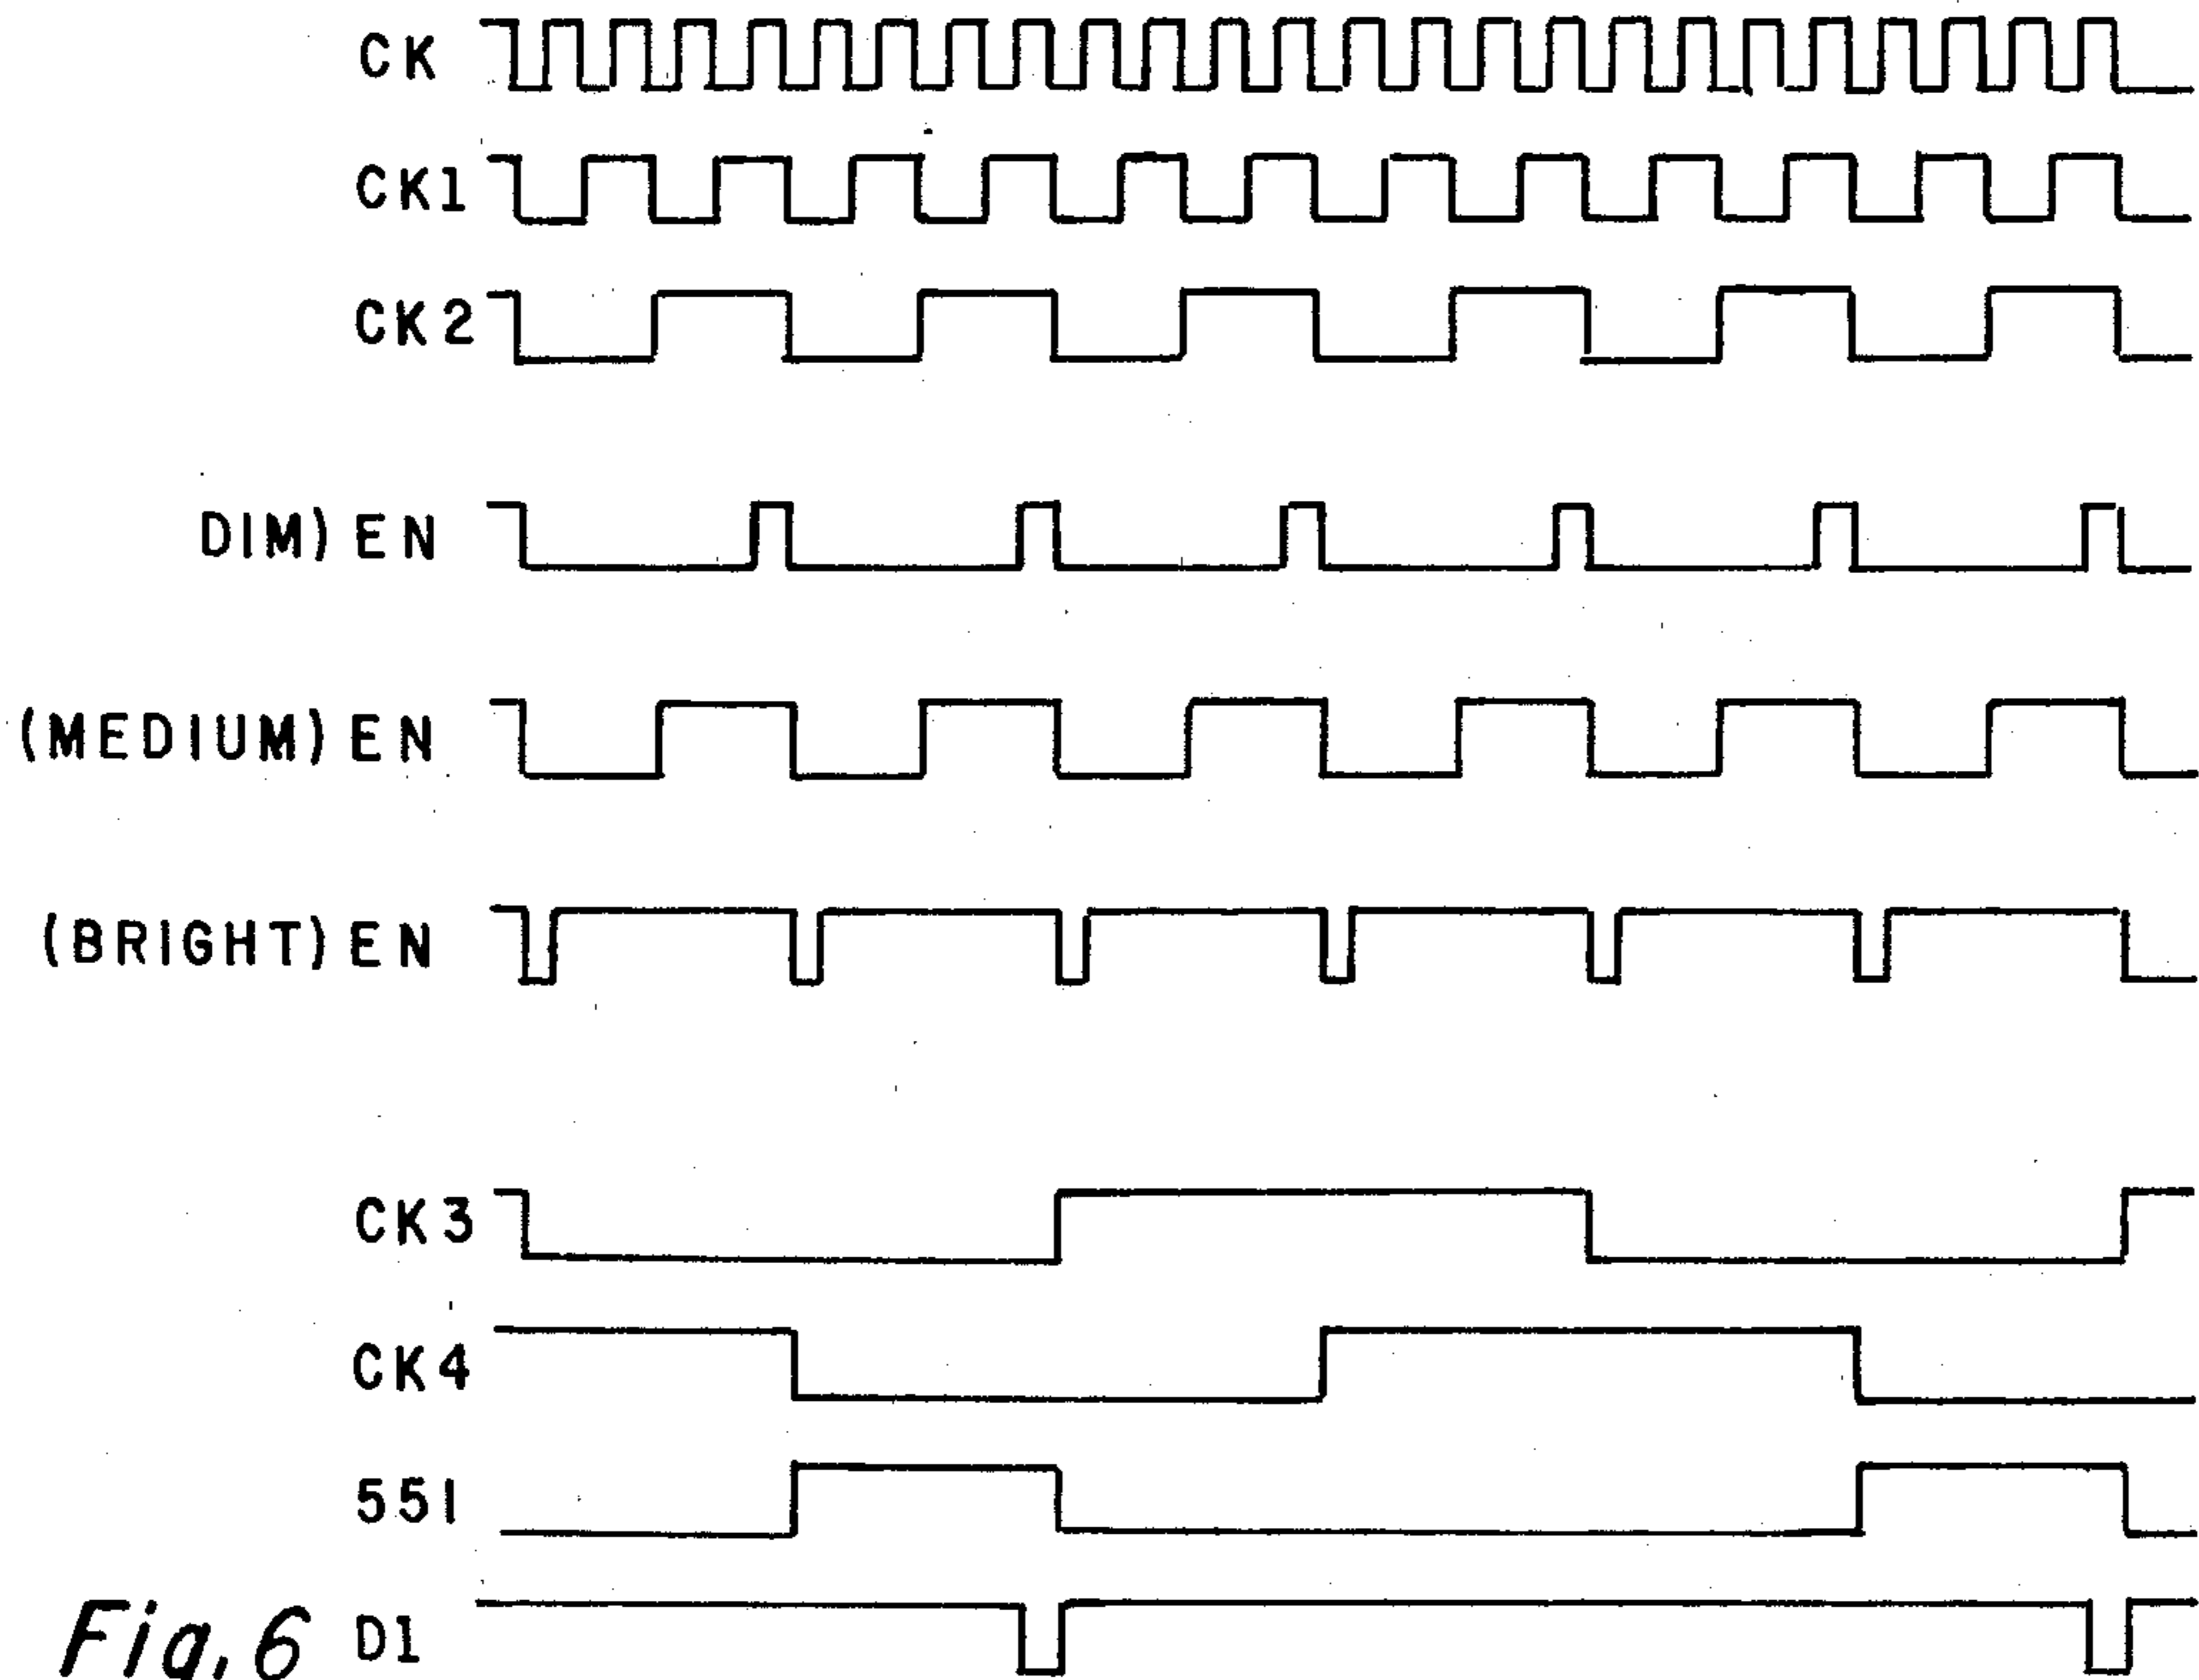 CK
CK1
CK2
DIM) EN
(MEDIUM) EN
(BRIGHT) EN
CK3
CK4
551
D1
Fig. 6